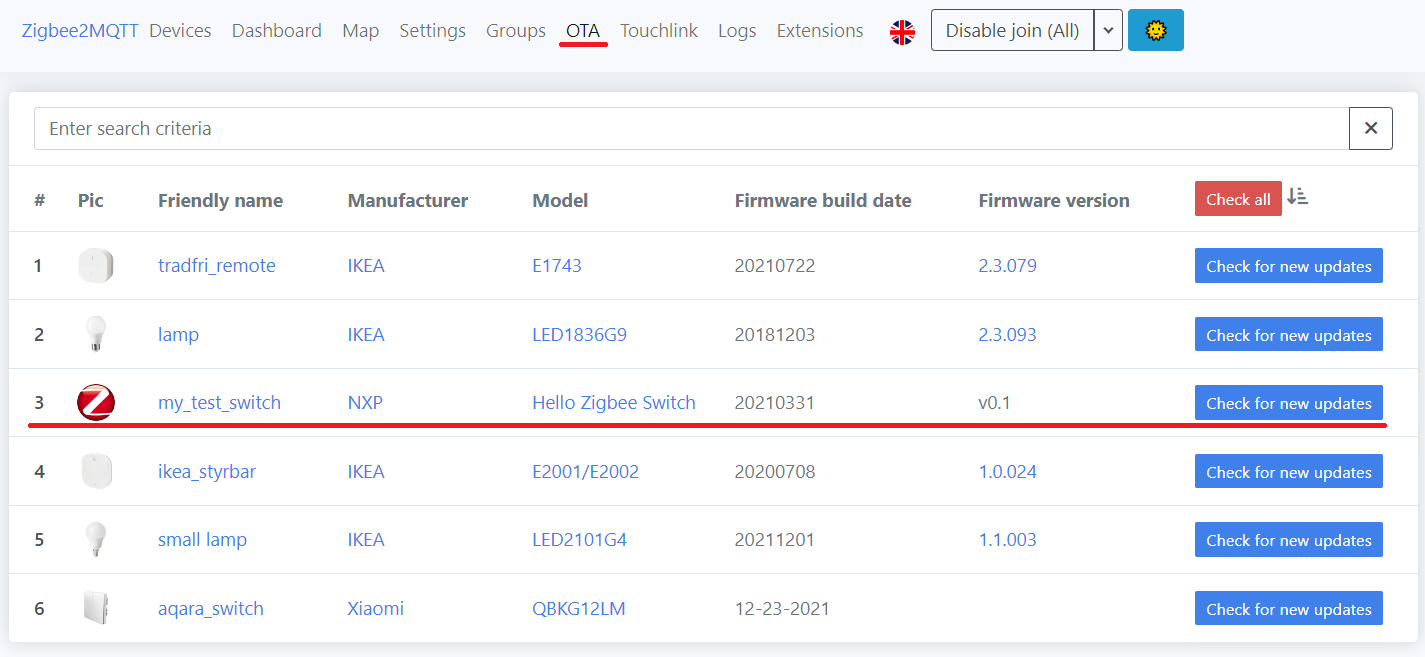 Zigbee2MQTT Devices Dashboard Map Settings Groups OTA Touchlink Logs Extensions Disable join (All)
Enter search criteria
# Pic Friendly name Manufacturer Model Firmware build date Firmware version Check all
1 tradfri_remote IKEA E1743 20210722 2.3.079 Check for new updates
2 lamp IKEA LED1836G9 20181203 2.3.093 Check for new updates
3 Z my_test_switch NXP Hello Zigbee Switch 20210331 v0.1 Check for new updates
4 ikea_styrbar IKEA E2001/E2002 20200708 1.0.024 Check for new updates
5 small lamp IKEA LED2101G4 20211201 1.1.003 Check for new updates
6 aqara_switch Xiaomi QBKG12LM 12-23-2021 Check for new updates